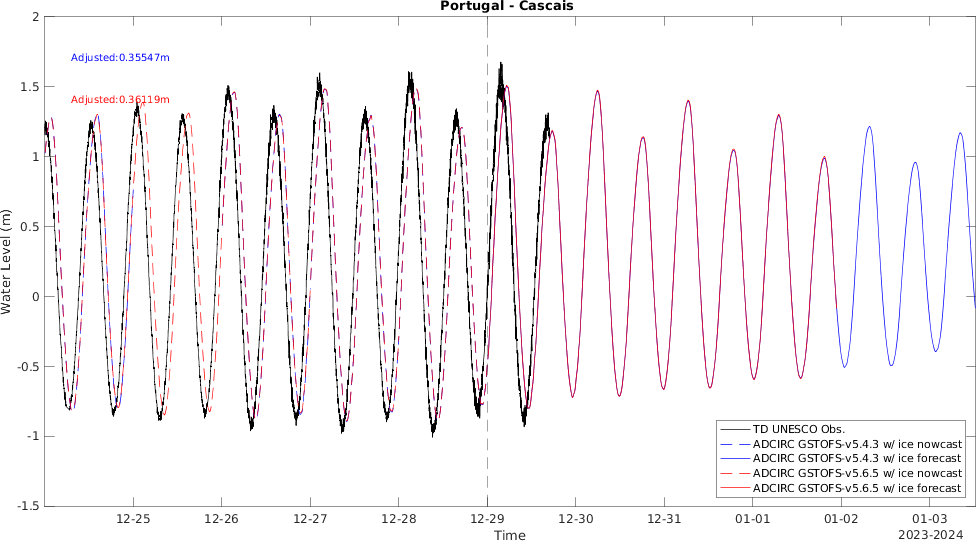 Portugal - Cascais
2
1.5
1
0.5
0
-0.5
-1
-1.5
Water Level (m)
Adjusted:0.35547m
Adjusted:0.36119m
TD UNESCO Obs.
ADCIRC GSTOFS-v5.4.3 w/ ice nowcast
ADCIRC GSTOFS-v5.4.3 w/ ice forecast
ADCIRC GSTOFS-v5.6.5 w/ ice nowcast
ADCIRC GSTOFS-v5.6.5 w/ ice forecast
12-25 12-26 12-27 12-28 12-29 12-30 12-31 01-01 01-02 01-03
Time
2023-2024